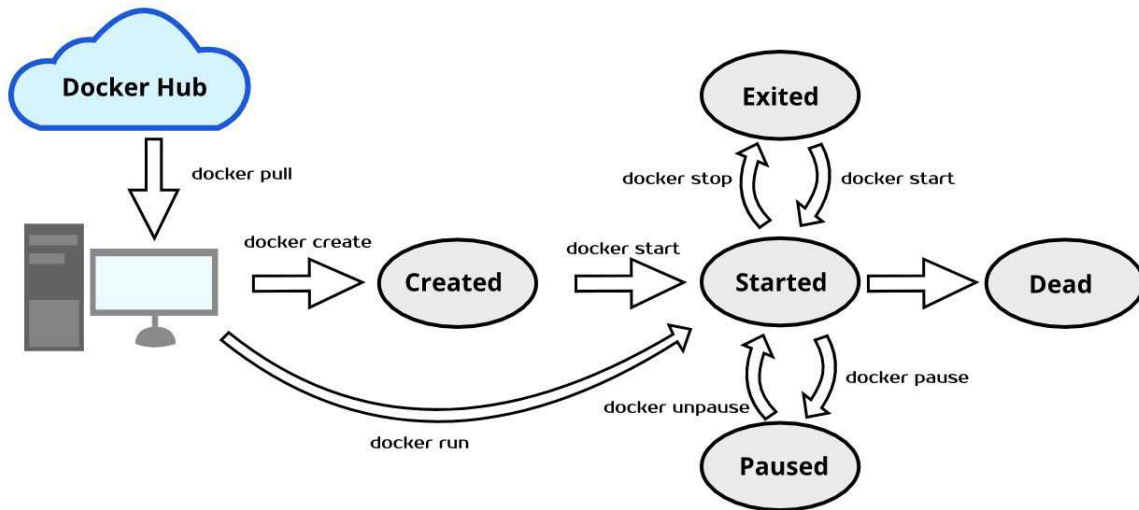 Docker Hub
docker pull
Exited
docker stop
docker start
docker create
Created
docker start
Started
Dead
docker run
docker unpause
docker pause
Paused